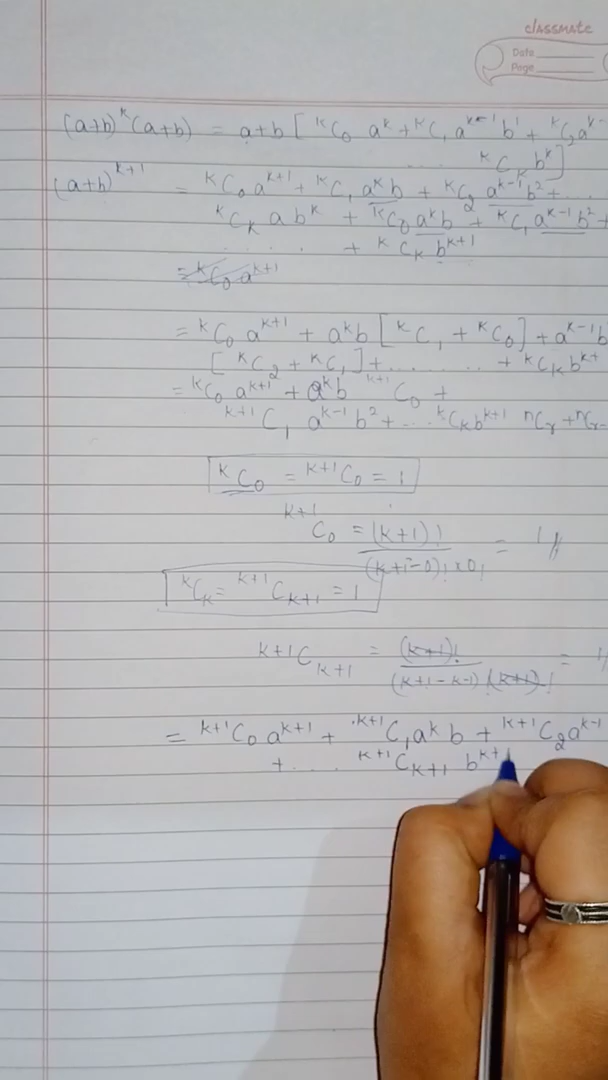 classmate
Date
Page
(a+b)^k (a+b) = a+b [ ^kC_0 a^k + ^kC_1 a^{k-1} b^1 + ^kC_2 a^{k-
.... ^kC_k b^k ]
(a+b)^{k+1} = ^kC_0 a^{k+1} + ^kC_1 a^k b + ^kC_2 a^{k-1} b^2 + ..
^kC_k a b^k + ^kC_0 a^k b + ^kC_1 a^{k-1} b^2 +
..... + ^kC_k b^{k+1}
= ^kC_0 a^{k+1}
= ^kC_0 a^{k+1} + a^k b [ ^kC_1 + ^kC_0 ] + a^{k-1} b
[ ^kC_2 + ^kC_1 ] + ........ + ^kC_k b^{k+
= ^kC_0 a^{k+1} + a^k b ^{k+1}C_0 +
^{k+1}C_1 a^{k-1} b^2 + ... ^kC_k b^{k+1} ^nC_r + ^nC_{r-
^kC_0 = ^{k+1}C_0 = 1
^{k+1}C_0 = (k+1)! / (k+1-0)! × 0! = 1 //
^kC_k = ^{k+1}C_{k+1} = 1
^{k+1}C_{k+1} = (k+1)! / (k+1-k-1) (k+1)! = 1/
= ^{k+1}C_0 a^{k+1} + ^{k+1}C_1 a^k b + ^{k+1}C_2 a^{k-1
+ .... ^{k+1}C_{k+1} b^{k+